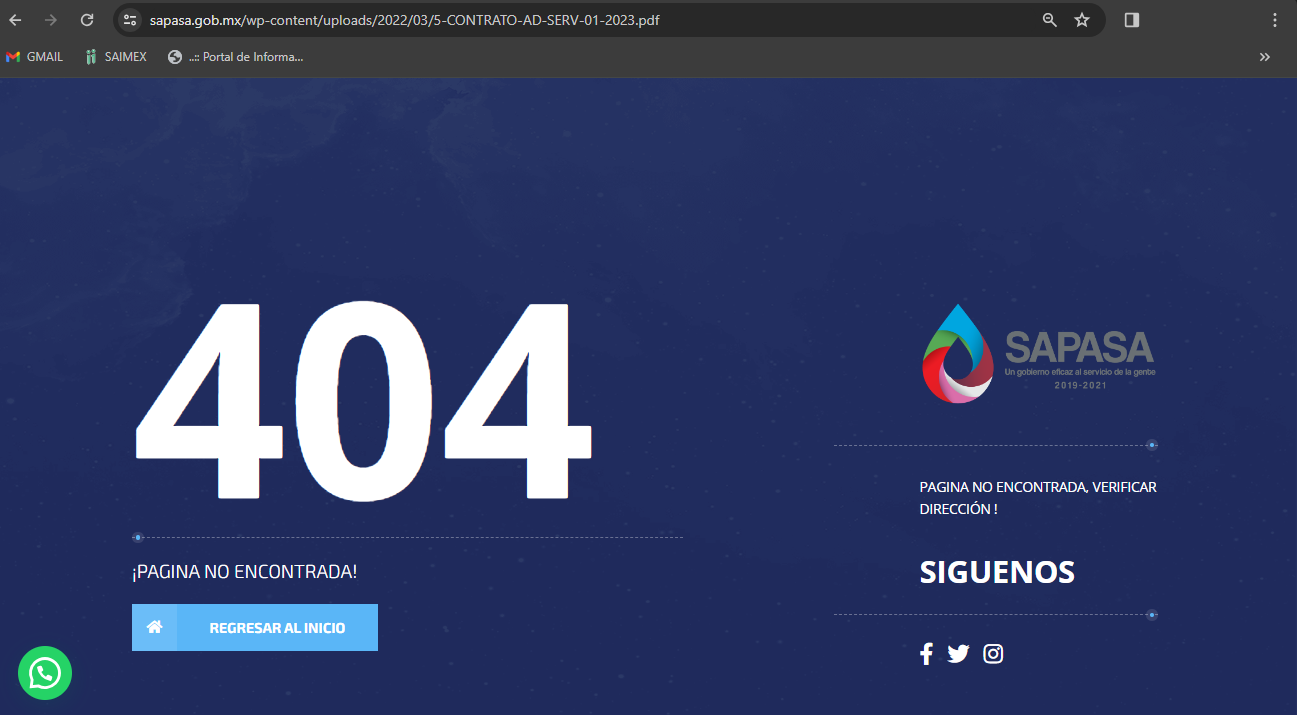 sapasa.gob.mx/wp-content/uploads/2022/03/5-CONTRATO-AD-SERV-01-2023.pdf
GMAIL
SAIMEX
..:: Portal de Informa...
404
¡PAGINA NO ENCONTRADA!
REGRESAR AL INICIO
SAPASA
Un gobierno eficaz al servicio de la gente
2019-2021
PAGINA NO ENCONTRADA, VERIFICAR
DIRECCIÓN !
SIGUENOS